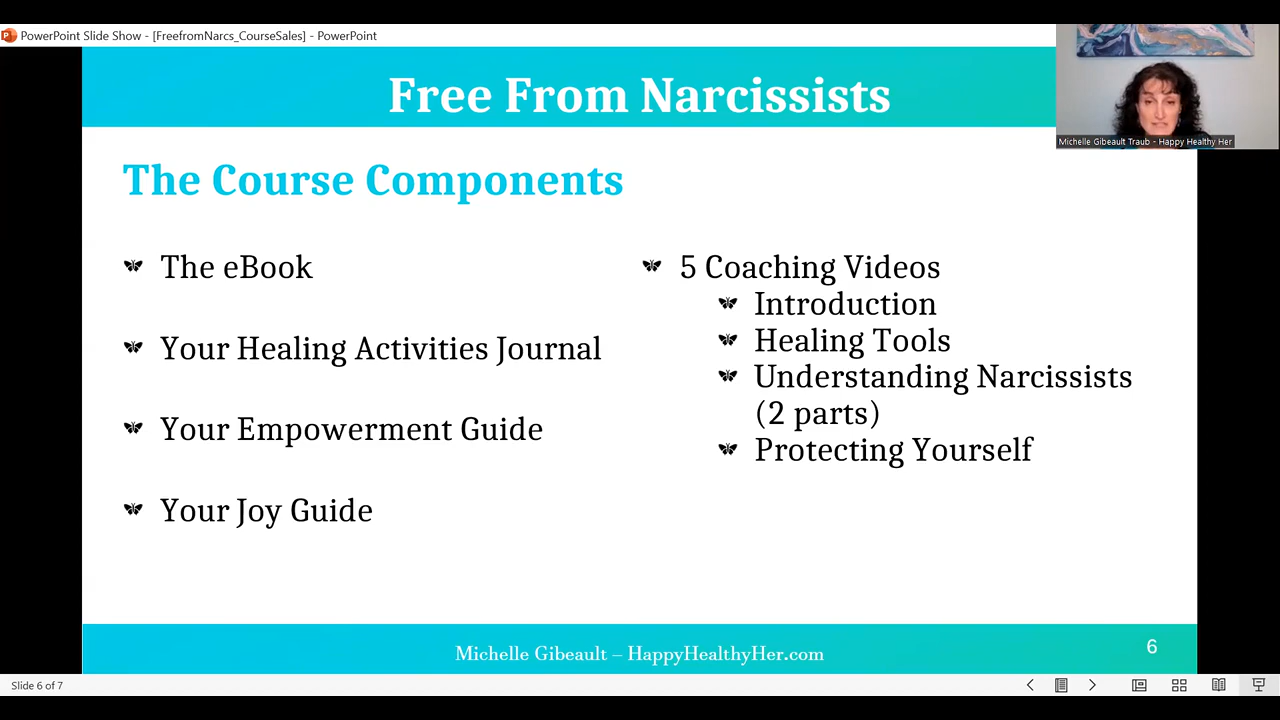 PowerPoint Slide Show - [FreefromNarcs_CourseSales] - PowerPoint
Free From Narcissists
Michelle Gibeault Traub - Happy Healthy Her
The Course Components
The eBook
Your Healing Activities Journal
Your Empowerment Guide
Your Joy Guide
5 Coaching Videos
Introduction
Healing Tools
Understanding Narcissists
(2 parts)
Protecting Yourself
Michelle Gibeault – HappyHealthyHer.com
6
Slide 6 of 7